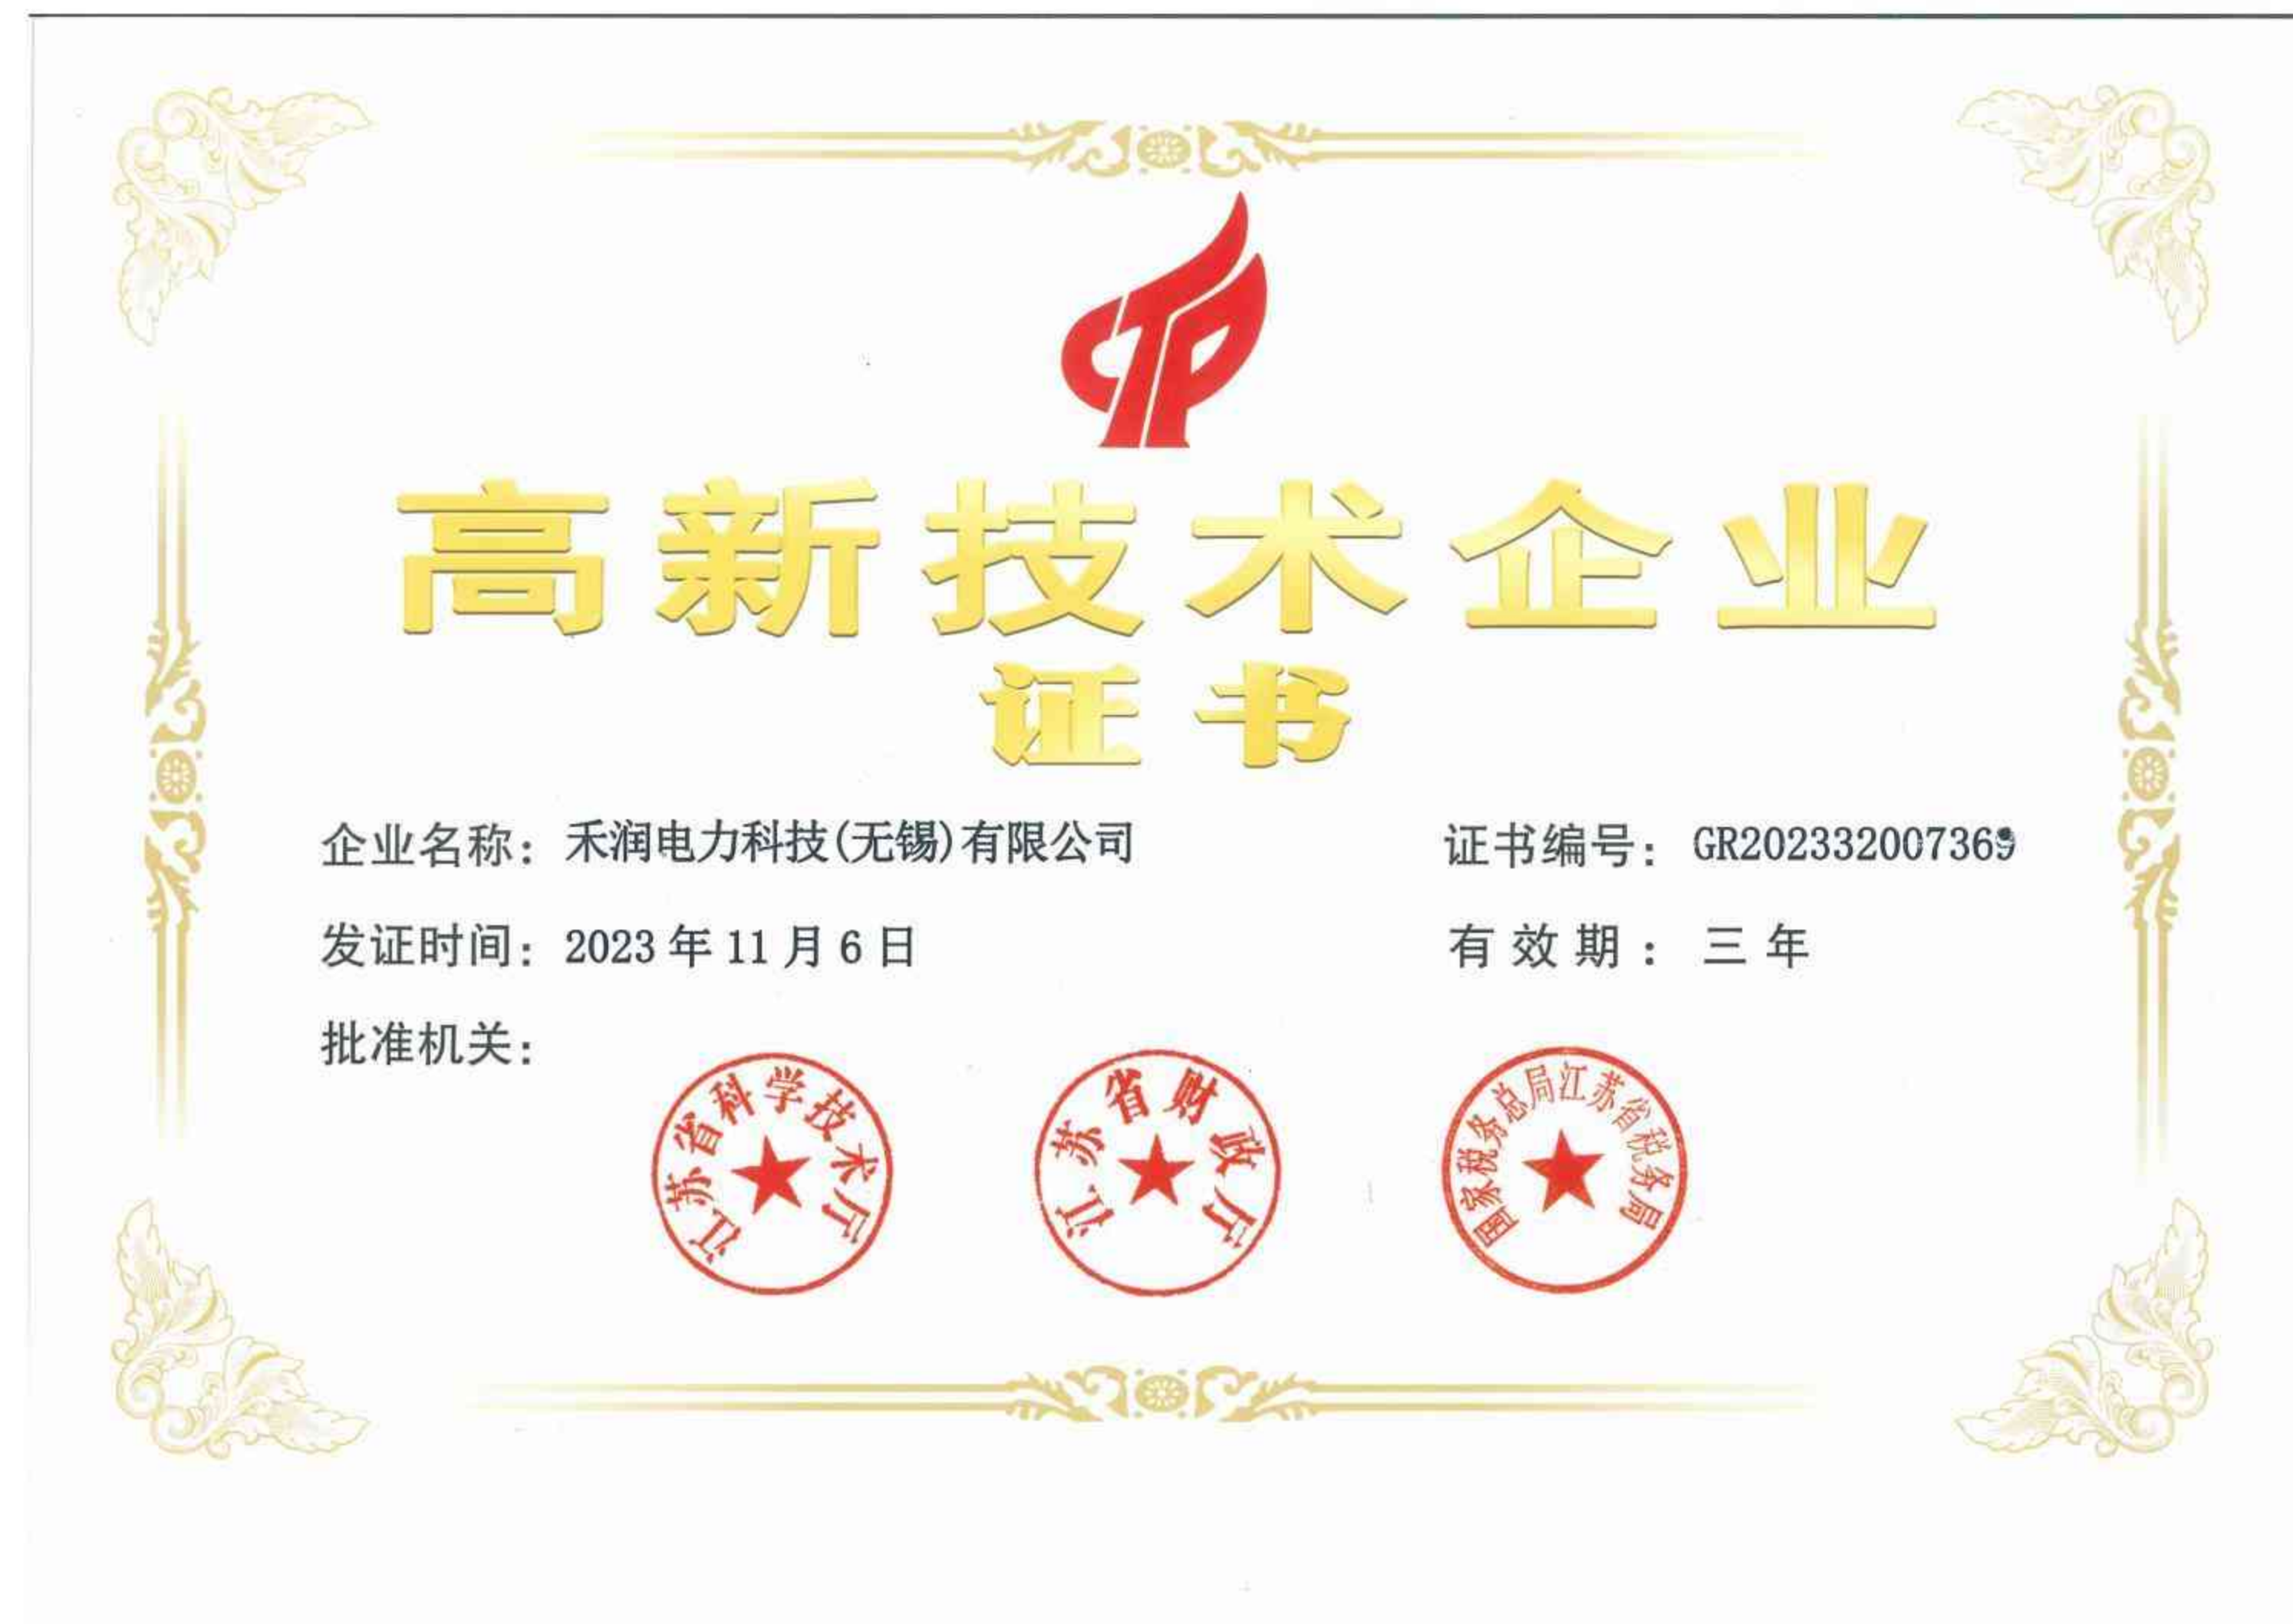 高新技术企业
证书
企业名称：禾润电力科技(无锡)有限公司
证书编号：GR202332007369
发证时间：2023年11月6日
有效期：三年
批准机关：
江苏省科学技术厅
江苏省财政厅
国家税务总局江苏省税务局